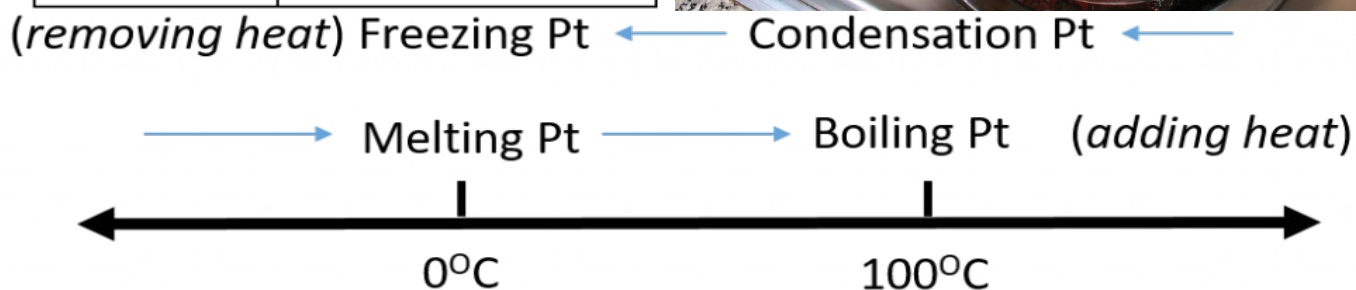 (removing heat) Freezing Pt Condensation Pt
Melting Pt Boiling Pt (adding heat)
0ᴼC 100ᴼC